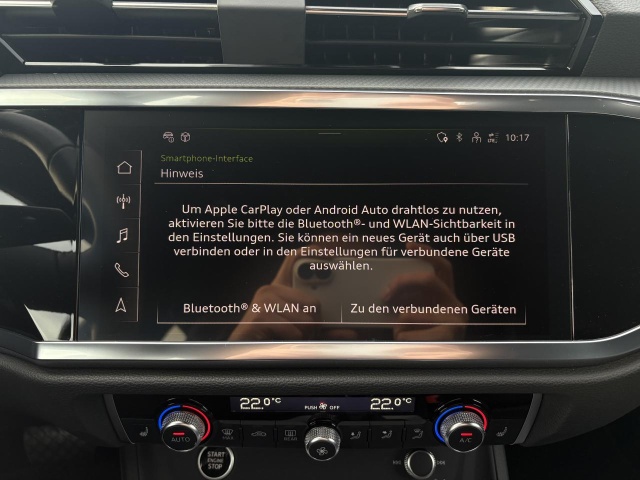 10:17
Smartphone-Interface
Hinweis
Um Apple CarPlay oder Android Auto drahtlos zu nutzen,
aktivieren Sie bitte die Bluetooth®- und WLAN-Sichtbarkeit in
den Einstellungen. Sie können ein neues Gerät auch über USB
verbinden oder in den Einstellungen für verbundene Geräte
auswählen.
Bluetooth® & WLAN an
Zu den verbundenen Geräten
22.0°C
PUSH OFF
22.0°C
AUTO
MAX
REAR
A/C
START
ENGINE
STOP